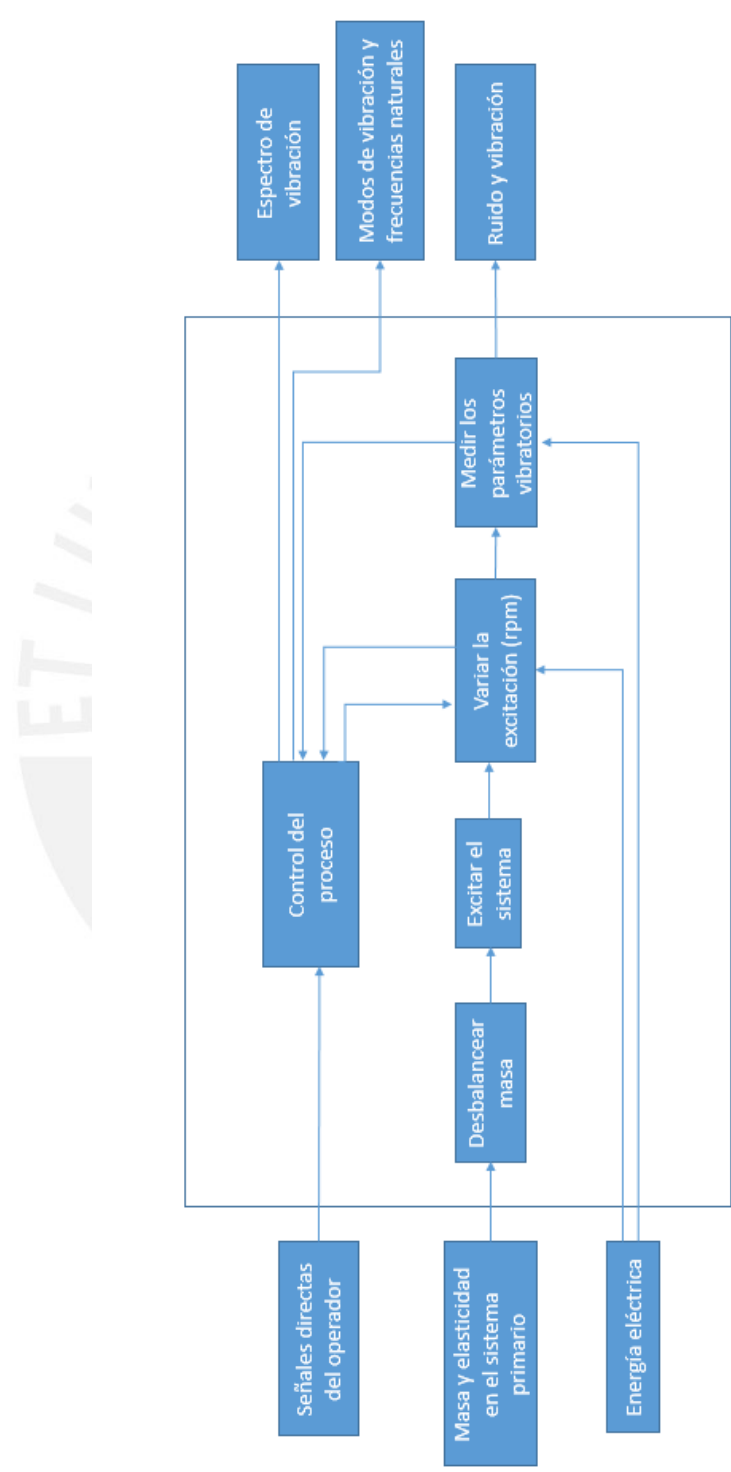 Señales directas
del operador
Masa y elasticidad
en el sistema
primario
Energía eléctrica
Control del
proceso
Desbalancear
masa
Excitar el
sistema
Variar la
excitación (rpm)
Medir los
parámetros
vibratorios
Espectro de
vibración
Modos de vibración y
frecuencias naturales
Ruido y vibración
ET